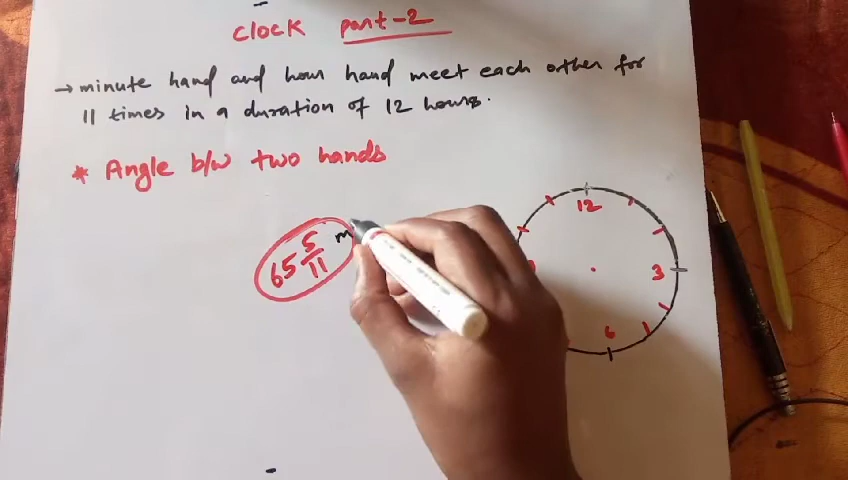 Clock part-2
→ minute hand and hour hand meet each other for
11 times in a duration of 12 hours.
* Angle b/w two hands
65 5/11 m
12
3
6